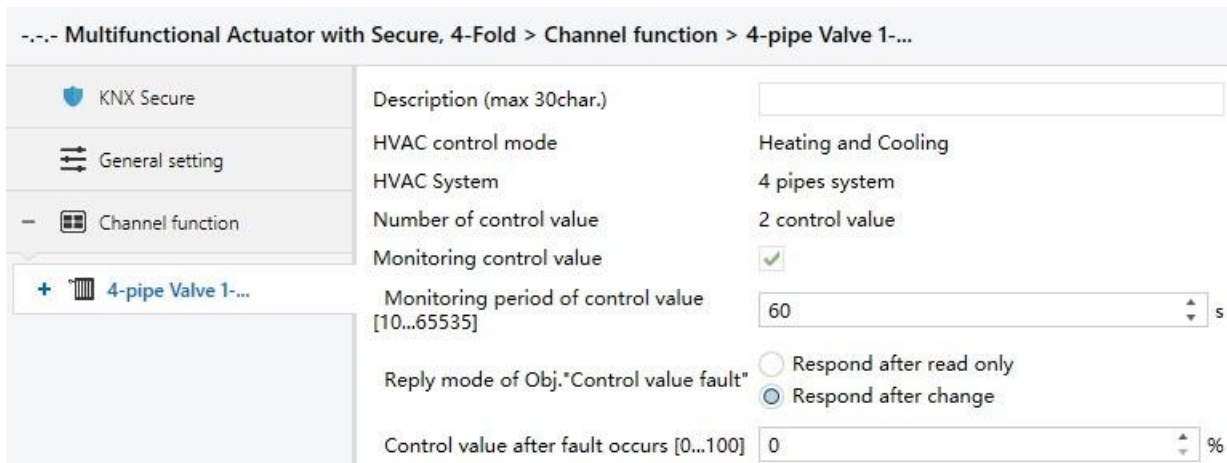 -.-.- Multifunctional Actuator with Secure, 4-Fold > Channel function > 4-pipe Valve 1-...
KNX Secure
General setting
Channel function
4-pipe Valve 1-...
Description (max 30char.)
HVAC control mode Heating and Cooling
HVAC System 4 pipes system
Number of control value 2 control value
Monitoring control value
Monitoring period of control value
[10...65535] 60 s
Reply mode of Obj."Control value fault" Respond after read only
Respond after change
Control value after fault occurs [0...100] 0 %